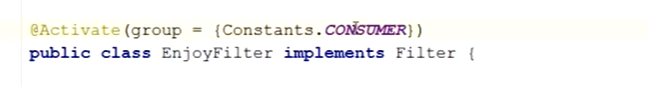 @Activate(group = {Constants.CONSUMER})
public class EnjoyFilter implements Filter {